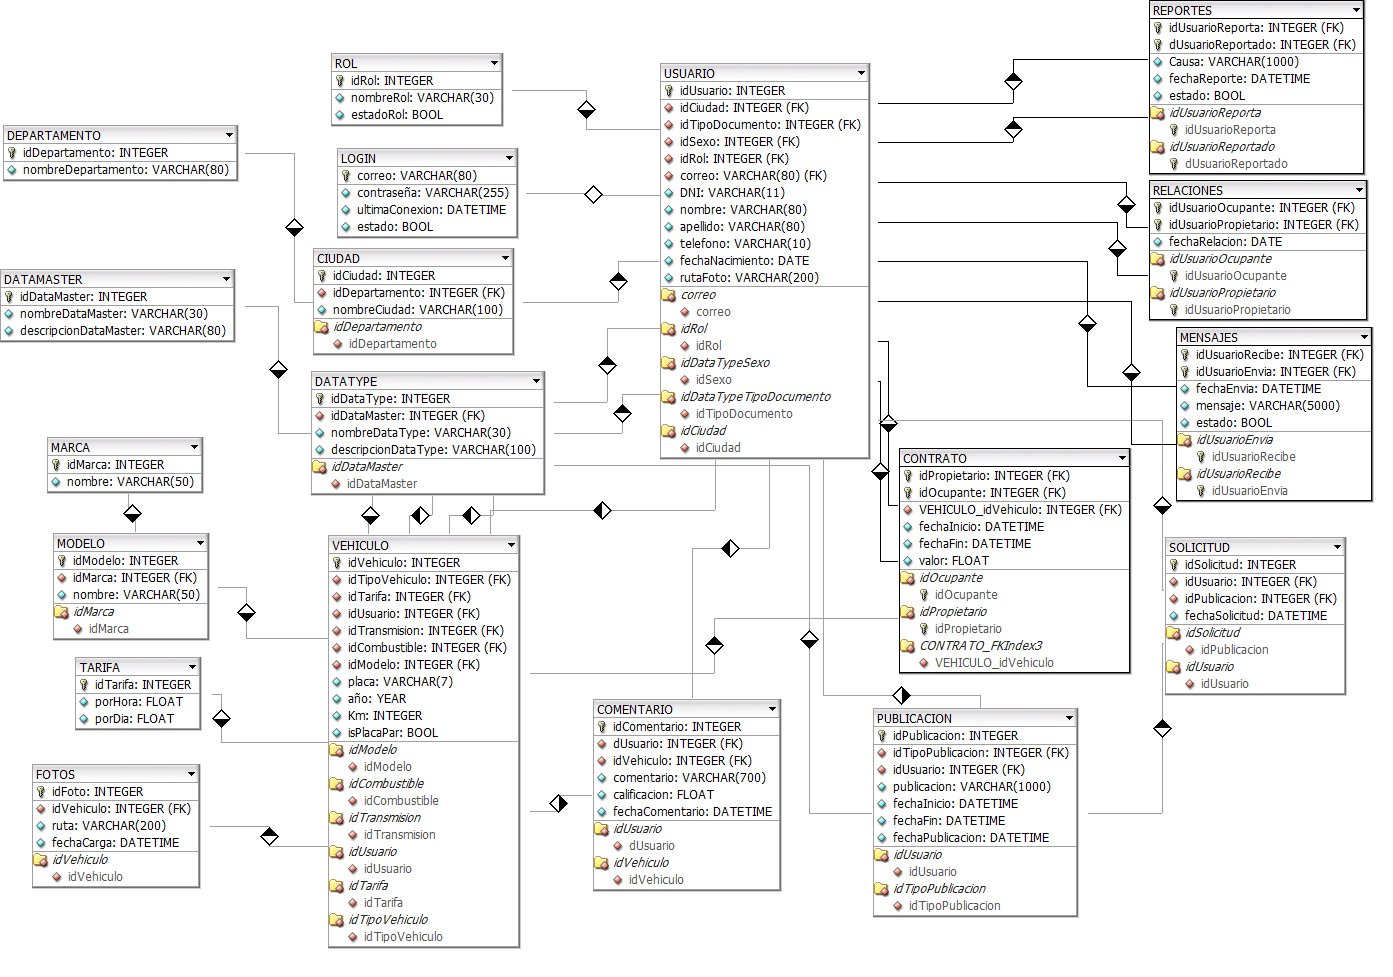 REPORTES
idUsuarioReporta: INTEGER (FK)
dUsuarioReportado: INTEGER (FK)
Causa: VARCHAR(1000)
fechaReporte: DATETIME
estado: BOOL
idUsuarioReporta
idUsuarioReporta
idUsuarioReportado
dUsuarioReportado
ROL
idRol: INTEGER
nombreRol: VARCHAR(30)
estadoRol: BOOL
USUARIO
idUsuario: INTEGER
idCiudad: INTEGER (FK)
idTipoDocumento: INTEGER (FK)
idSexo: INTEGER (FK)
idRol: INTEGER (FK)
correo: VARCHAR(80) (FK)
DNI: VARCHAR(11)
nombre: VARCHAR(80)
apellido: VARCHAR(80)
telefono: VARCHAR(10)
fechaNacimiento: DATE
rutaFoto: VARCHAR(200)
correo
correo
idRol
idRol
idDataTypeSexo
idSexo
idDataTypeTipoDocumento
idTipoDocumento
idCiudad
idCiudad
DEPARTAMENTO
idDepartamento: INTEGER
nombreDepartamento: VARCHAR(80)
LOGIN
correo: VARCHAR(80)
contraseña: VARCHAR(255)
ultimaConexion: DATETIME
estado: BOOL
RELACIONES
idUsuarioOcupante: INTEGER (FK)
idUsuarioPropietario: INTEGER (FK)
fechaRelacion: DATE
idUsuarioOcupante
idUsuarioOcupante
idUsuarioPropietario
idUsuarioPropietario
CIUDAD
idCiudad: INTEGER
idDepartamento: INTEGER (FK)
nombreCiudad: VARCHAR(100)
idDepartamento
idDepartamento
DATAMASTER
idDataMaster: INTEGER
nombreDataMaster: VARCHAR(30)
descripcionDataMaster: VARCHAR(80)
MENSAJES
idUsuarioRecibe: INTEGER (FK)
idUsuarioEnvia: INTEGER (FK)
fechaEnvia: DATETIME
mensaje: VARCHAR(5000)
estado: BOOL
idUsuarioEnvia
idUsuarioRecibe
idUsuarioRecibe
idUsuarioEnvia
DATATYPE
idDataType: INTEGER
idDataMaster: INTEGER (FK)
nombreDataType: VARCHAR(30)
descripcionDataType: VARCHAR(100)
idDataMaster
idDataMaster
MARCA
idMarca: INTEGER
nombre: VARCHAR(50)
CONTRATO
idPropietario: INTEGER (FK)
idOcupante: INTEGER (FK)
VEHICULO_idVehiculo: INTEGER (FK)
fechaInicio: DATETIME
fechaFin: DATETIME
valor: FLOAT
idOcupante
idOcupante
idPropietario
idPropietario
CONTRATO_FKIndex3
VEHICULO_idVehiculo
MODELO
idModelo: INTEGER
idMarca: INTEGER (FK)
nombre: VARCHAR(50)
idMarca
idMarca
VEHICULO
idVehiculo: INTEGER
idTipoVehiculo: INTEGER (FK)
idTarifa: INTEGER (FK)
idUsuario: INTEGER (FK)
idTransmision: INTEGER (FK)
idCombustible: INTEGER (FK)
idModelo: INTEGER (FK)
placa: VARCHAR(7)
año: YEAR
Km: INTEGER
isPlacaPar: BOOL
idModelo
idModelo
idCombustible
idCombustible
idTransmision
idTransmision
idUsuario
idUsuario
idTarifa
idTarifa
idTipoVehiculo
idTipoVehiculo
SOLICITUD
idSolicitud: INTEGER
idUsuario: INTEGER (FK)
idPublicacion: INTEGER (FK)
fechaSolicitud: DATETIME
idSolicitud
idPublicacion
idUsuario
idUsuario
TARIFA
idTarifa: INTEGER
porHora: FLOAT
porDia: FLOAT
COMENTARIO
idComentario: INTEGER
dUsuario: INTEGER (FK)
idVehiculo: INTEGER (FK)
comentario: VARCHAR(700)
calificacion: FLOAT
fechaComentario: DATETIME
idUsuario
dUsuario
idVehiculo
idVehiculo
PUBLICACION
idPublicacion: INTEGER
idTipoPublicacion: INTEGER (FK)
idUsuario: INTEGER (FK)
publicacion: VARCHAR(1000)
fechaInicio: DATETIME
fechaFin: DATETIME
fechaPublicacion: DATETIME
idUsuario
idUsuario
idTipoPublicacion
idTipoPublicacion
FOTOS
idFoto: INTEGER
idVehiculo: INTEGER (FK)
ruta: VARCHAR(200)
fechaCarga: DATETIME
idVehiculo
idVehiculo